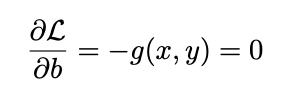 ∂ℒ/∂b = −g(x, y) = 0